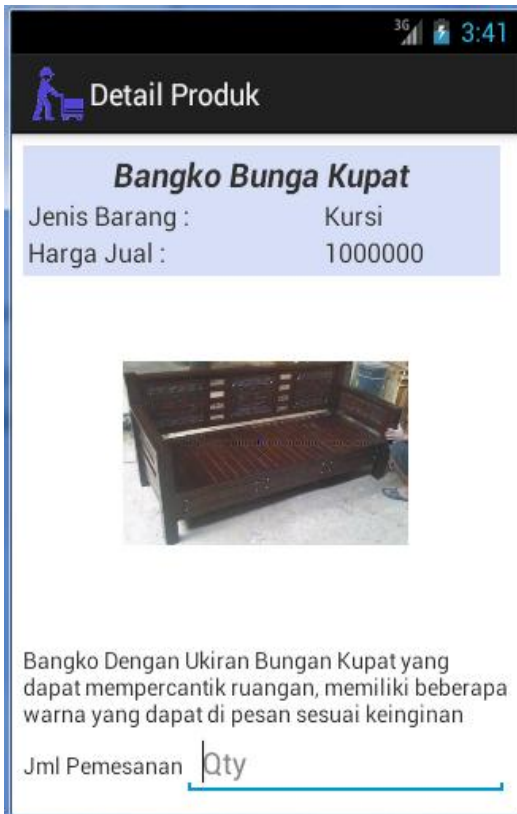 3G 3:41
Detail Produk
Bangko Bunga Kupat
Jenis Barang : Kursi
Harga Jual : 1000000
Bangko Dengan Ukiran Bungan Kupat yang
dapat mempercantik ruangan, memiliki beberapa
warna yang dapat di pesan sesuai keinginan
Jml Pemesanan Qty